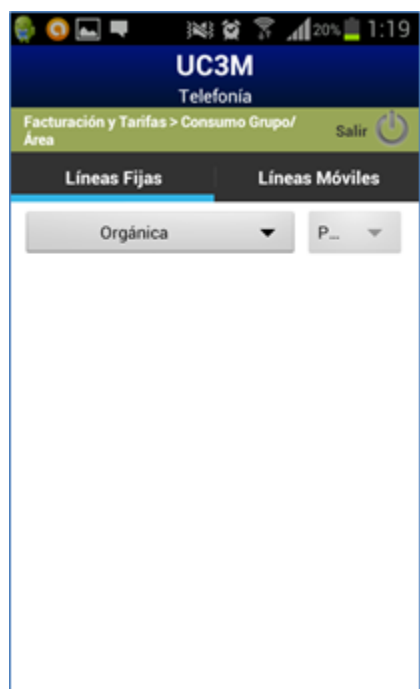 20% 1:19
UC3M
Telefonía
Facturación y Tarifas > Consumo Grupo/
Área
Salir
Líneas Fijas Líneas Móviles
Orgánica P...